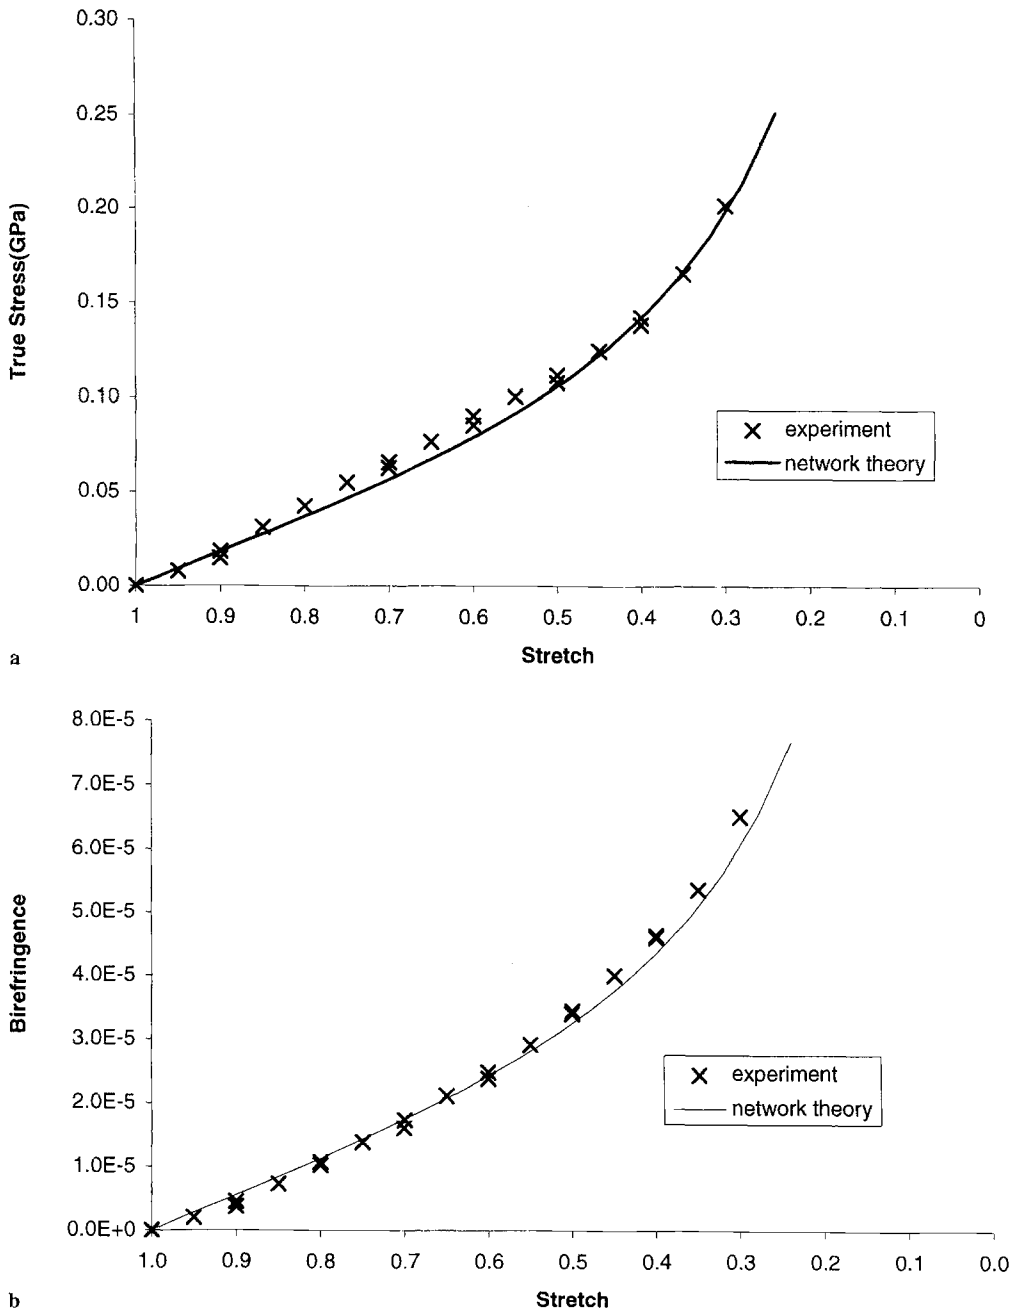 0.30
0.25
0.20
0.15
0.10
0.05
0.00
True Stress(GPa)
experiment
network theory
1 0.9 0.8 0.7 0.6 0.5 0.4 0.3 0.2 0.1 0
Stretch
a
8.0E-5
7.0E-5
6.0E-5
5.0E-5
4.0E-5
3.0E-5
2.0E-5
1.0E-5
0.0E+0
Birefringence
experiment
network theory
1.0 0.9 0.8 0.7 0.6 0.5 0.4 0.3 0.2 0.1 0.0
Stretch
b